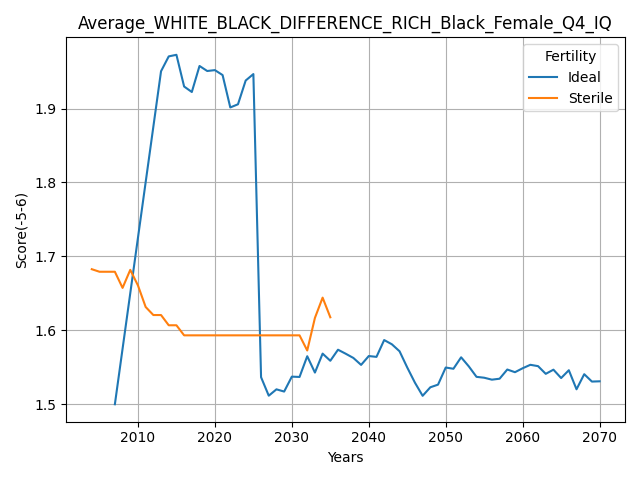 Average_WHITE_BLACK_DIFFERENCE_RICH_Black_Female_Q4_IQ
Fertility
Ideal
Sterile
Score(-5-6)
1.9
1.8
1.7
1.6
1.5
2010 2020 2030 2040 2050 2060 2070
Years